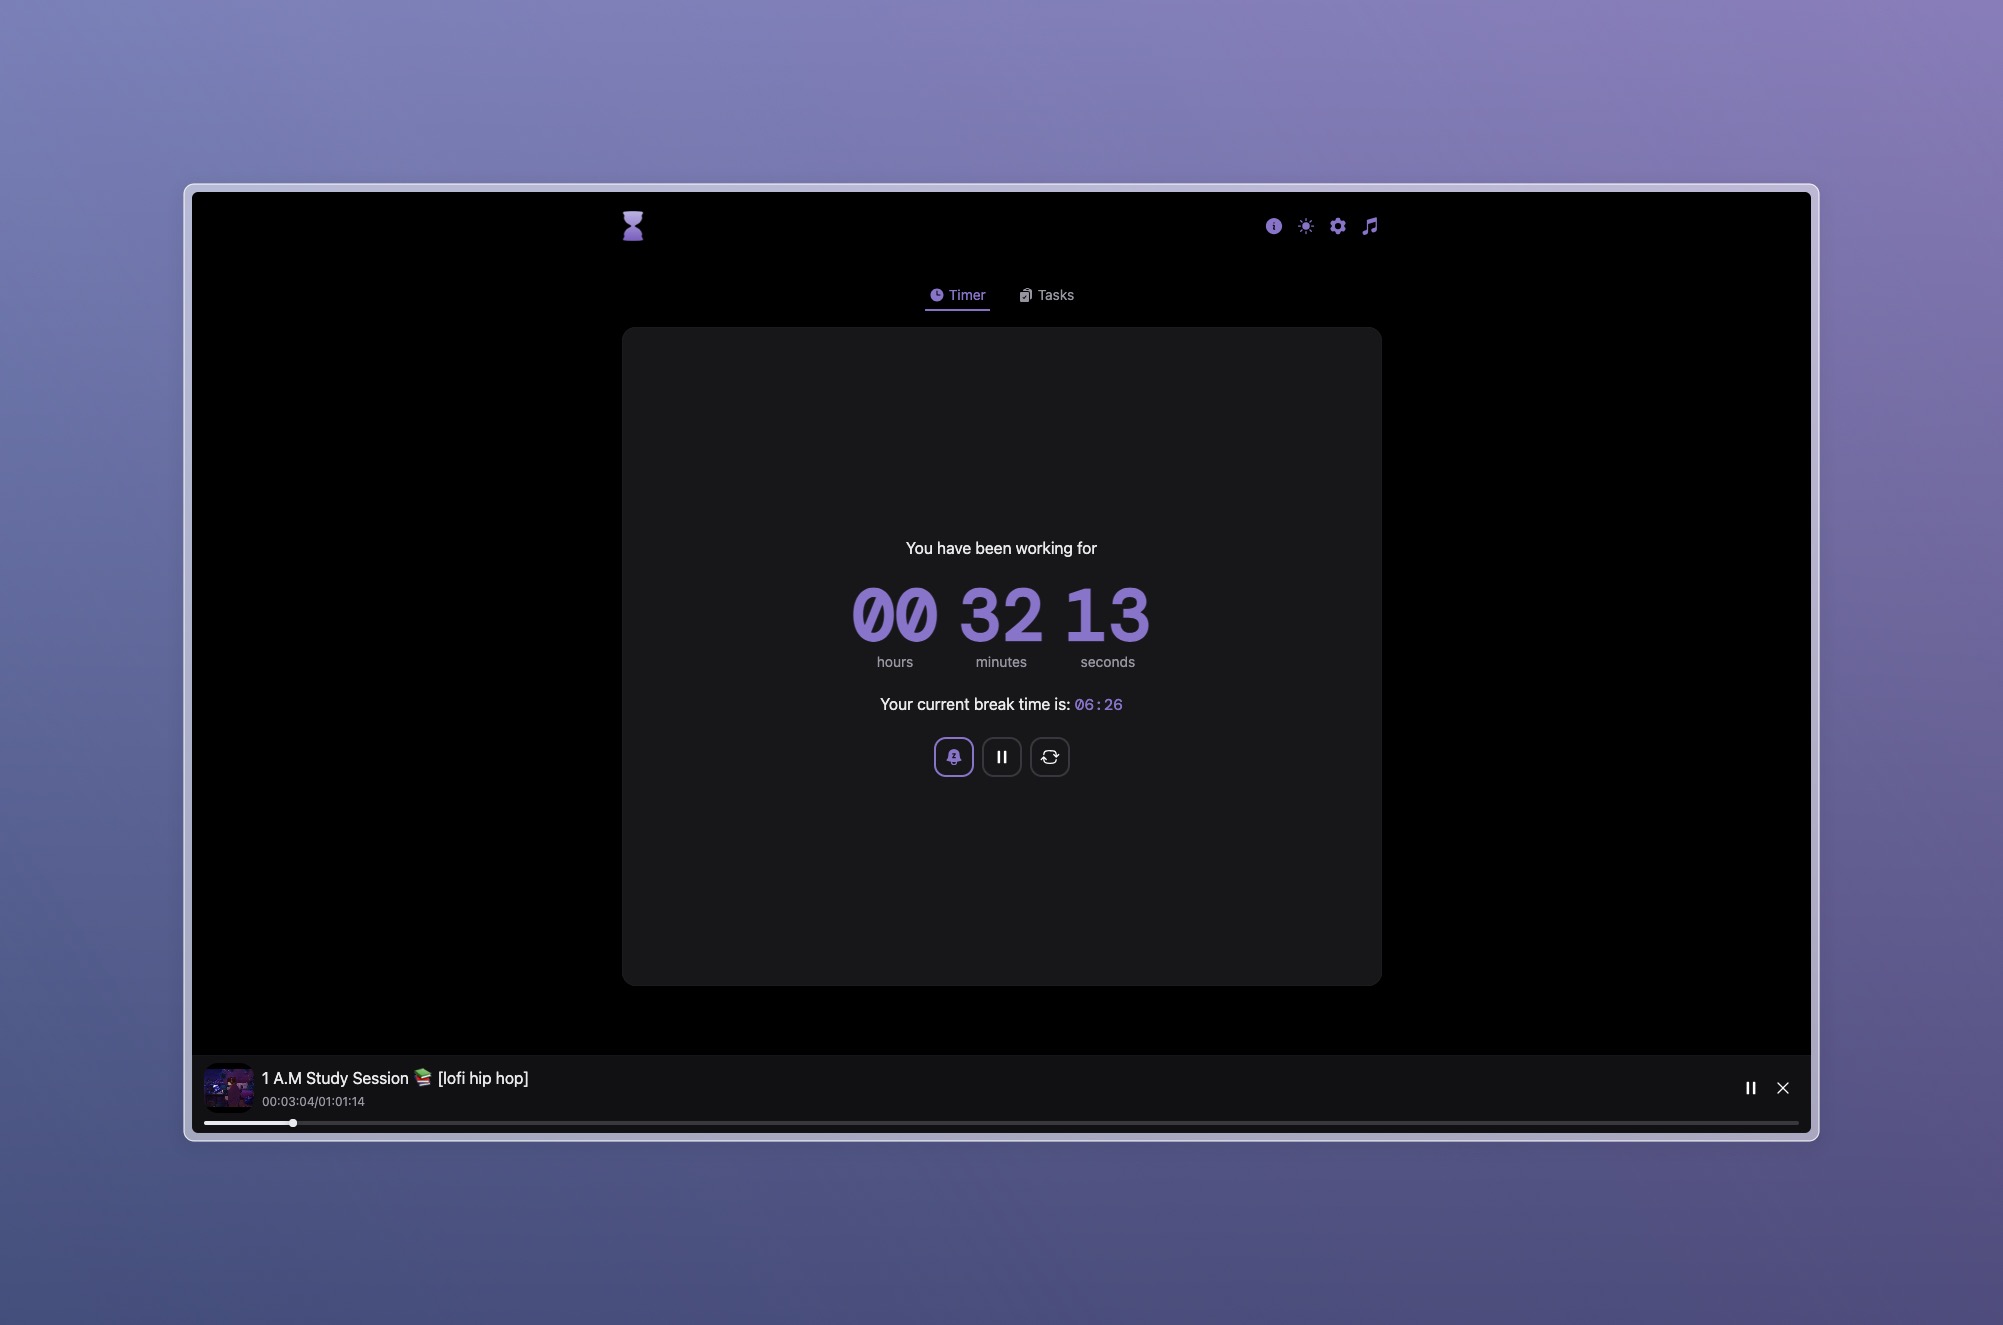 Timer Tasks
You have been working for
00 32 13
hours minutes seconds
Your current break time is: 06:26
1 A.M Study Session 📚 [lofi hip hop]
00:03:04/01:01:14